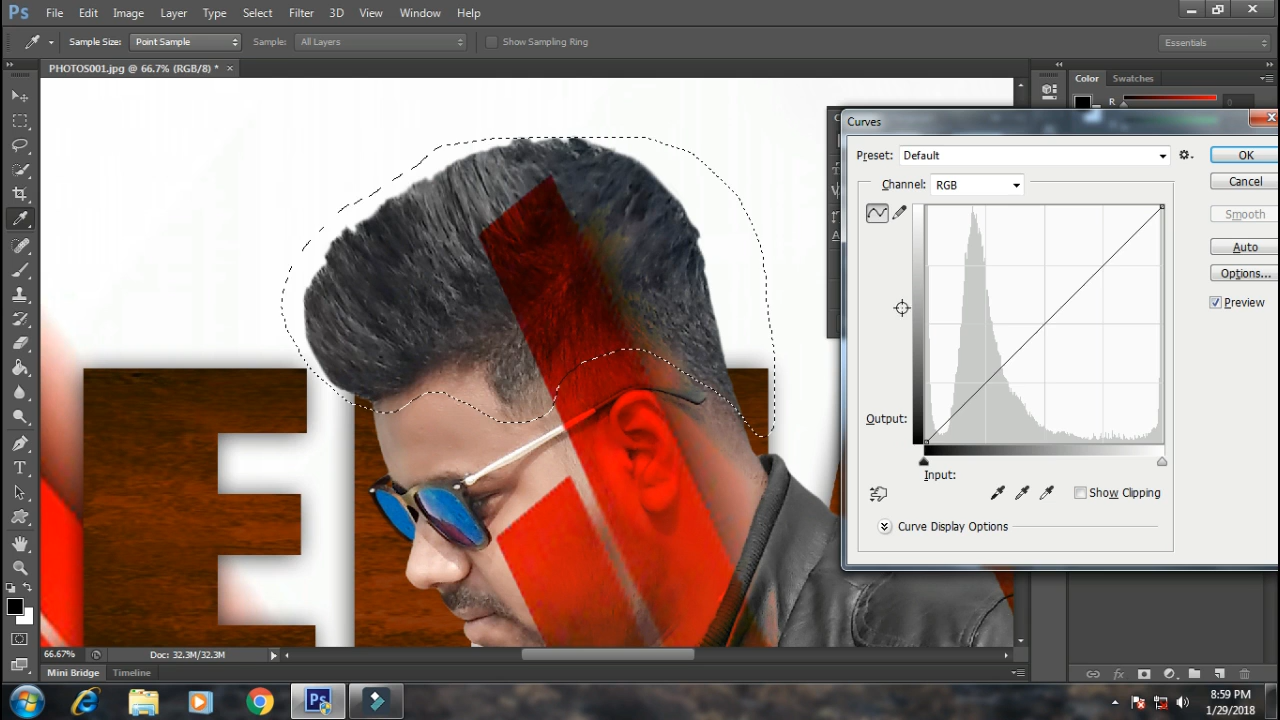 Ps File Edit Image Layer Type Select Filter 3D View Window Help
Sample Size: Point Sample Sample: All Layers Show Sampling Ring Essentials
PHOTOS001.jpg @ 66.7% (RGB/8) * ×
Color Swatches
R 0
Curves
Preset: Default OK
Channel: RGB Cancel
Smooth
Auto
Options...
Preview
Output:
Input:
Show Clipping
Curve Display Options
E
66.67% Doc: 32.3M/32.3M
Mini Bridge Timeline
fx
Ps
8:59 PM
1/29/2018